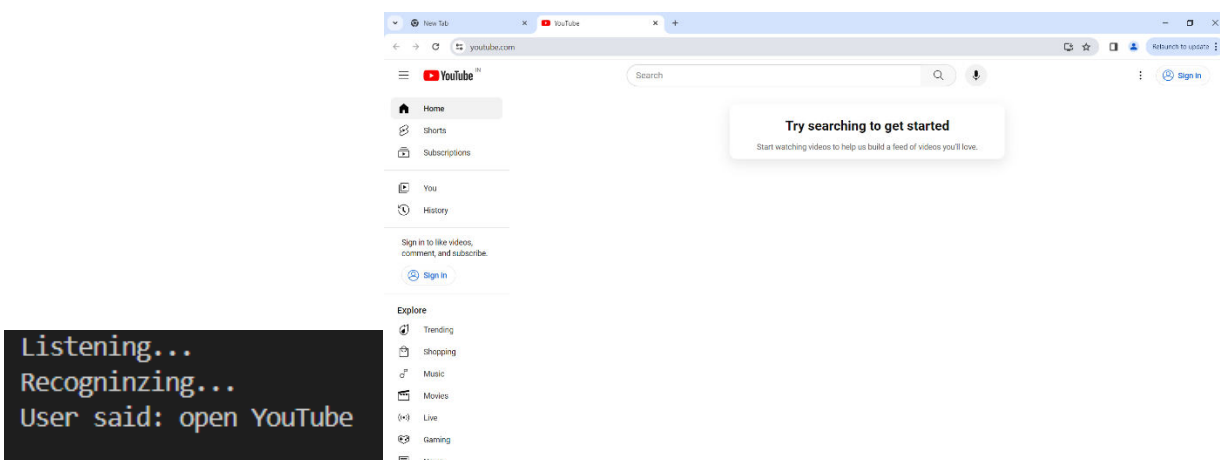 Listening...
Recogninzing...
User said: open YouTube
New Tab
YouTube
youtube.com
Relaunch to update
YouTube IN
Search
Sign in
Home
Shorts
Subscriptions
You
History
Sign in to like videos,
comment, and subscribe.
Sign in
Explore
Trending
Shopping
Music
Movies
Live
Gaming
Try searching to get started
Start watching videos to help us build a feed of videos you'll love.